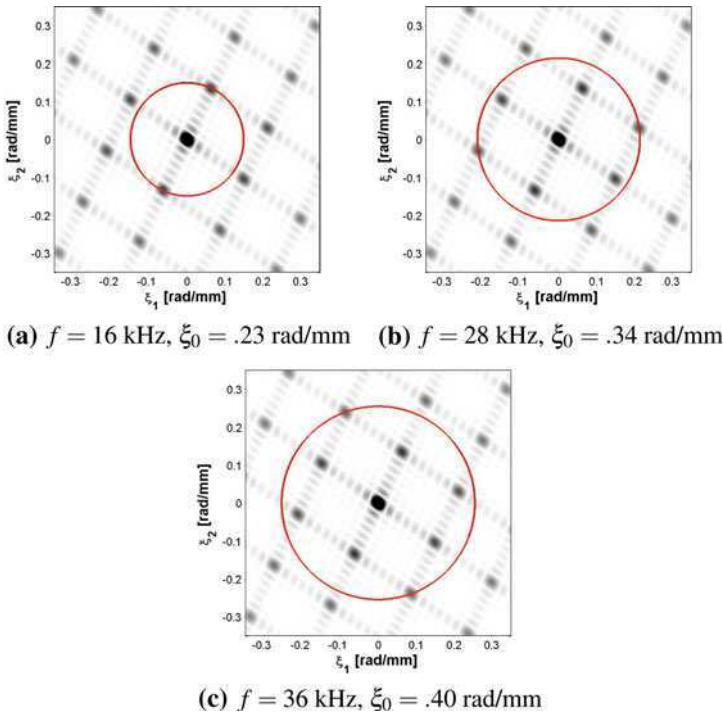 0.3
0.2
0.1
0
-0.1
-0.2
-0.3
ξ2 [rad/mm]
-0.3 -0.2 -0.1 0 0.1 0.2 0.3
ξ1 [rad/mm]
0.3
0.2
0.1
0
-0.1
-0.2
-0.3
ξ2 [rad/mm]
-0.3 -0.2 -0.1 0 0.1 0.2 0.3
ξ1 [rad/mm]
(a) f = 16 kHz, ξ0 = .23 rad/mm (b) f = 28 kHz, ξ0 = .34 rad/mm
0.3
0.2
0.1
0
-0.1
-0.2
-0.3
ξ2 [rad/mm]
-0.3 -0.2 -0.1 0 0.1 0.2 0.3
ξ1 [rad/mm]
(c) f = 36 kHz, ξ0 = .40 rad/mm